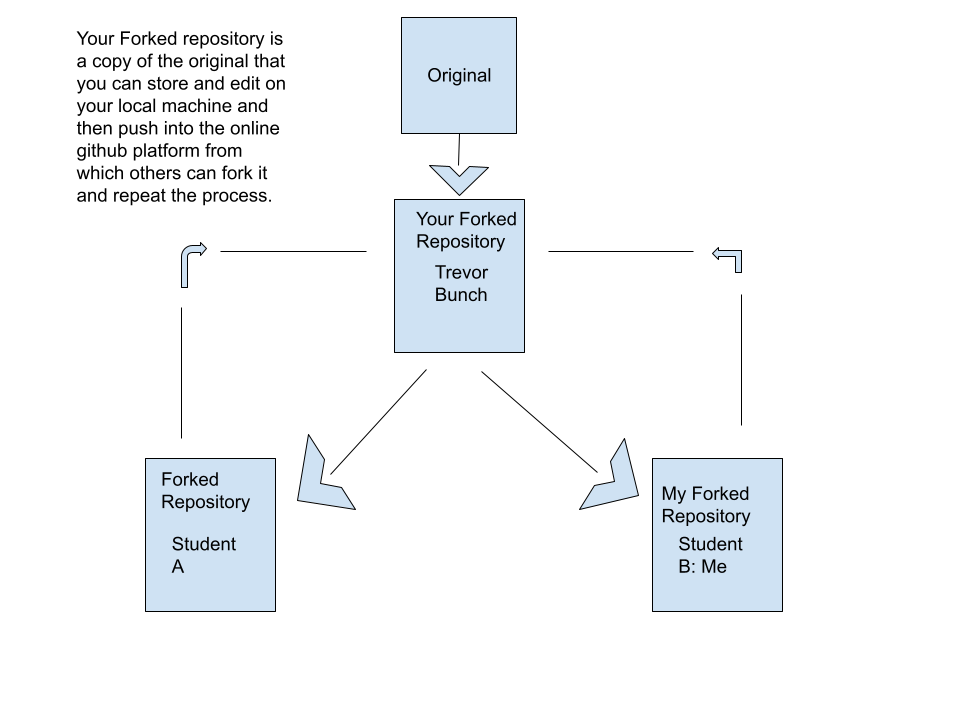 Your Forked repository is
a copy of the original that
you can store and edit on
your local machine and
then push into the online
github platform from
which others can fork it
and repeat the process.
Original
Your Forked
Repository
Trevor
Bunch
Forked
Repository
Student
A
My Forked
Repository
Student
B: Me